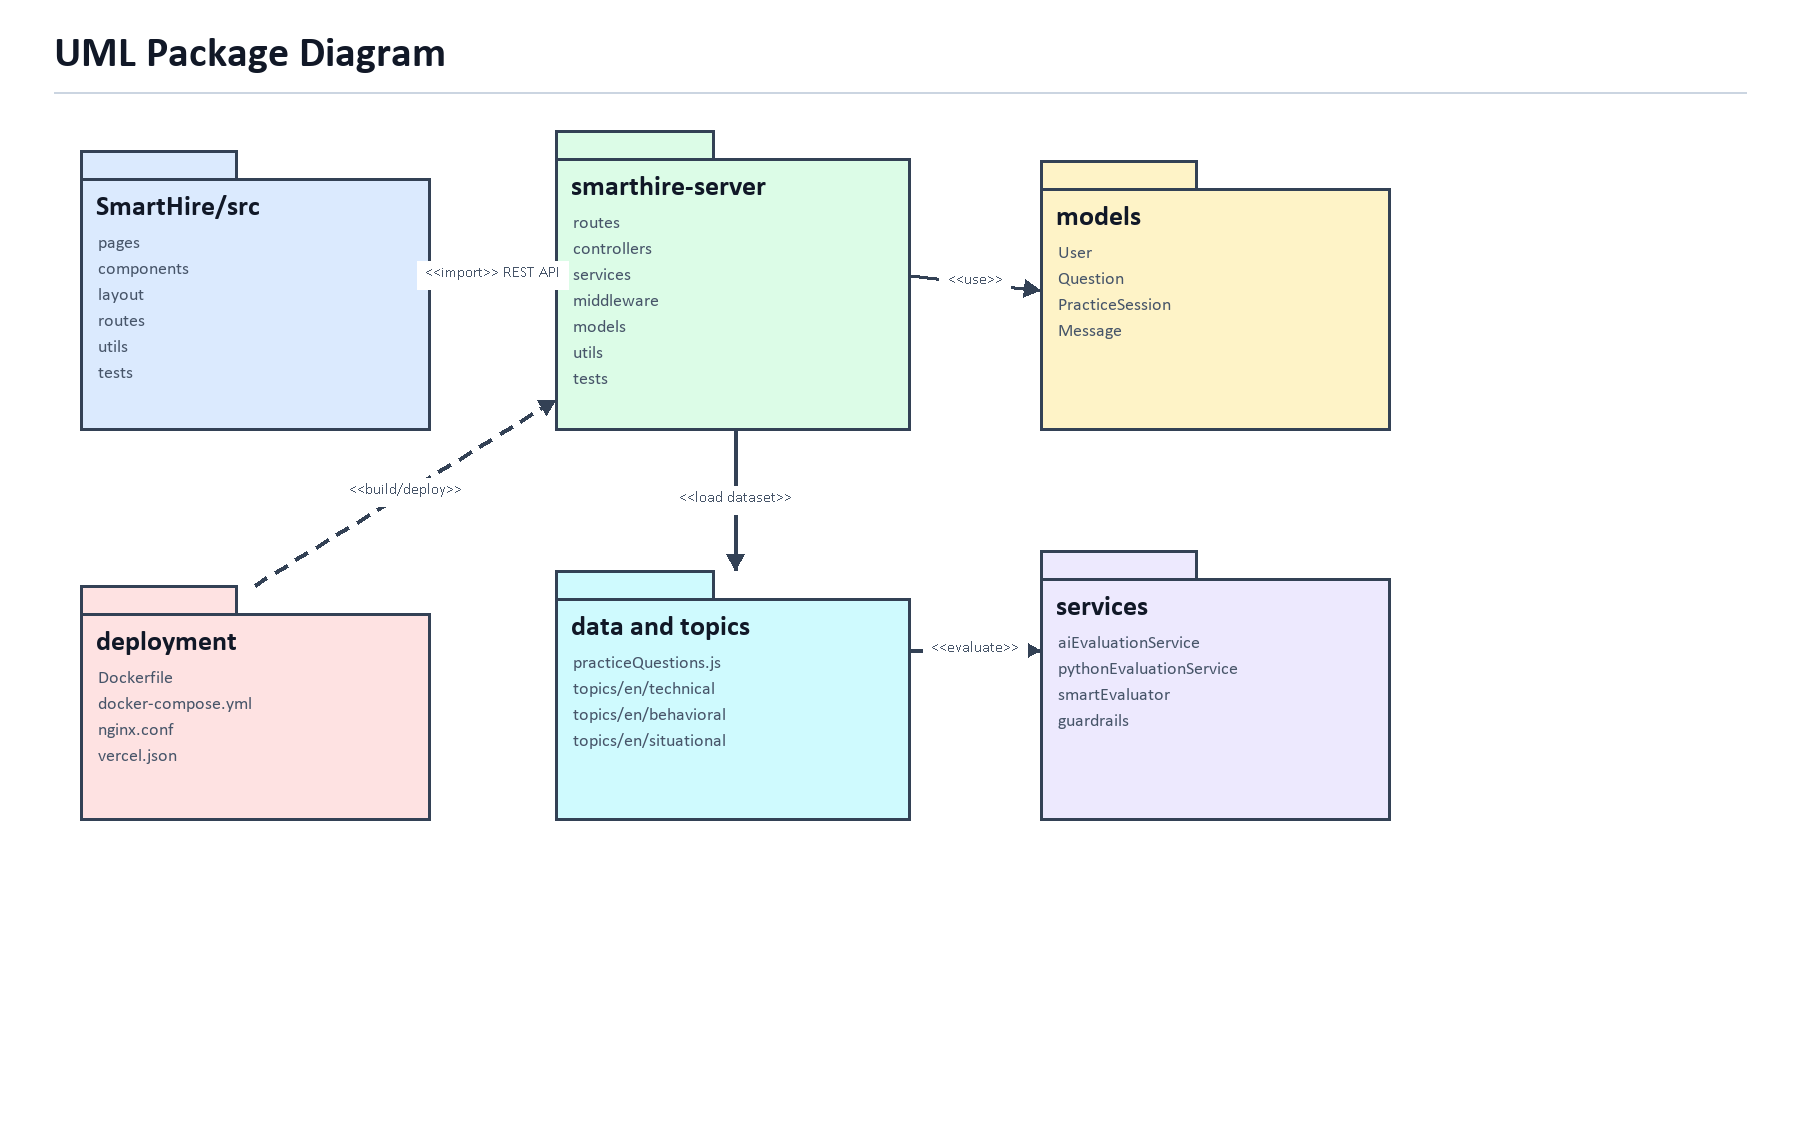 UML Package Diagram
SmartHire/src
pages
components
layout
routes
utils
tests
<<import>> REST API
smarthire-server
routes
controllers
services
middleware
models
utils
tests
<<use>>
models
User
Question
PracticeSession
Message
<<build/deploy>>
<<load dataset>>
deployment
Dockerfile
docker-compose.yml
nginx.conf
vercel.json
data and topics
practiceQuestions.js
topics/en/technical
topics/en/behavioral
topics/en/situational
<<evaluate>>
services
aiEvaluationService
pythonEvaluationService
smartEvaluator
guardrails